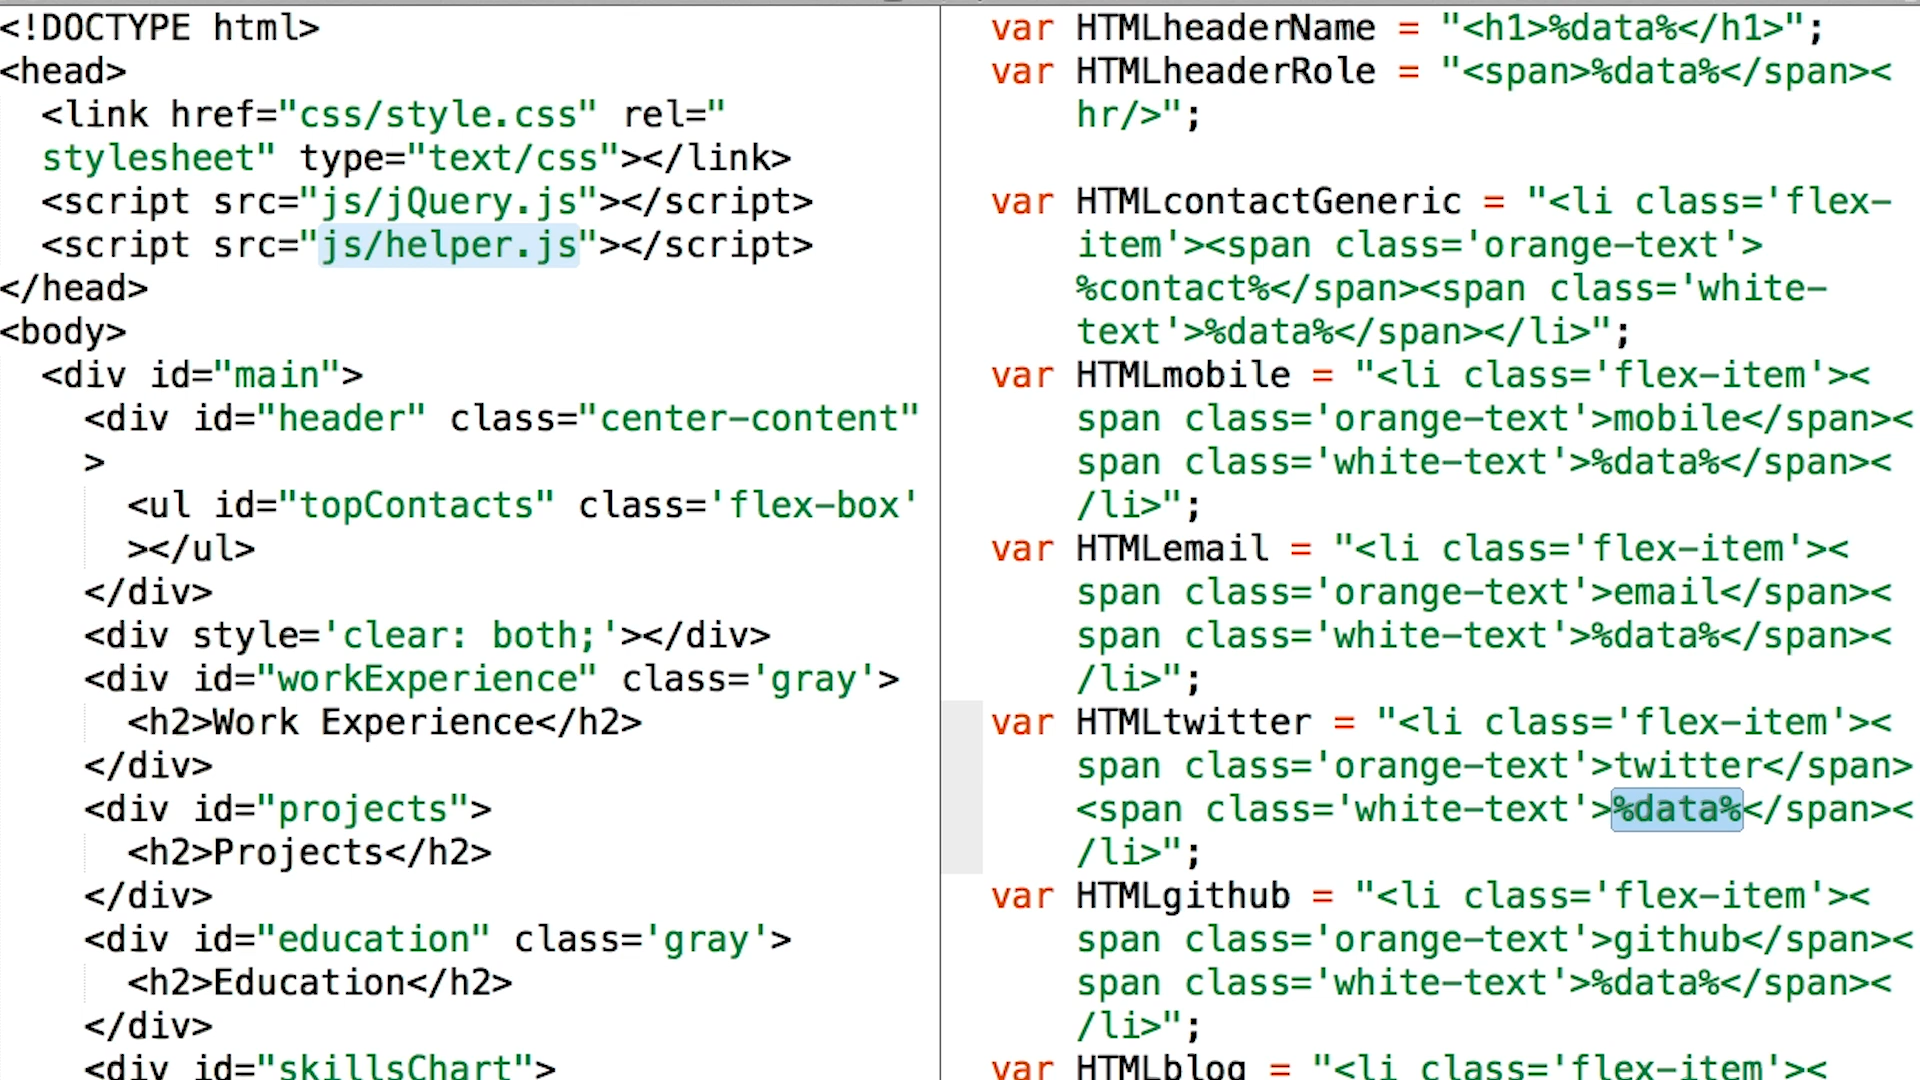 <!DOCTYPE html>
<head>
<link href="css/style.css" rel="
stylesheet" type="text/css"></link>
<script src="js/jQuery.js"></script>
<script src="js/helper.js"></script>
</head>
<body>
<div id="main">
<div id="header" class="center-content"
>
<ul id="topContacts" class='flex-box'
></ul>
</div>
<div style='clear: both;'></div>
<div id="workExperience" class='gray'>
<h2>Work Experience</h2>
</div>
<div id="projects">
<h2>Projects</h2>
</div>
<div id="education" class='gray'>
<h2>Education</h2>
</div>
<div id="skillsChart">
var HTMLheaderName = "<h1>%data%</h1>";
var HTMLheaderRole = "<span>%data%</span><
hr/>";
var HTMLcontactGeneric = "<li class='flex-
item'><span class='orange-text'>
%contact%</span><span class='white-
text'>%data%</span></li>";
var HTMLmobile = "<li class='flex-item'><
span class='orange-text'>mobile</span><
span class='white-text'>%data%</span><
/li>";
var HTMLemail = "<li class='flex-item'><
span class='orange-text'>email</span><
span class='white-text'>%data%</span><
/li>";
var HTMLtwitter = "<li class='flex-item'><
span class='orange-text'>twitter</span>
<span class='white-text'>%data%</span><
/li>";
var HTMLgithub = "<li class='flex-item'><
span class='orange-text'>github</span><
span class='white-text'>%data%</span><
/li>";
var HTMLblog = "<li class='flex-item'><